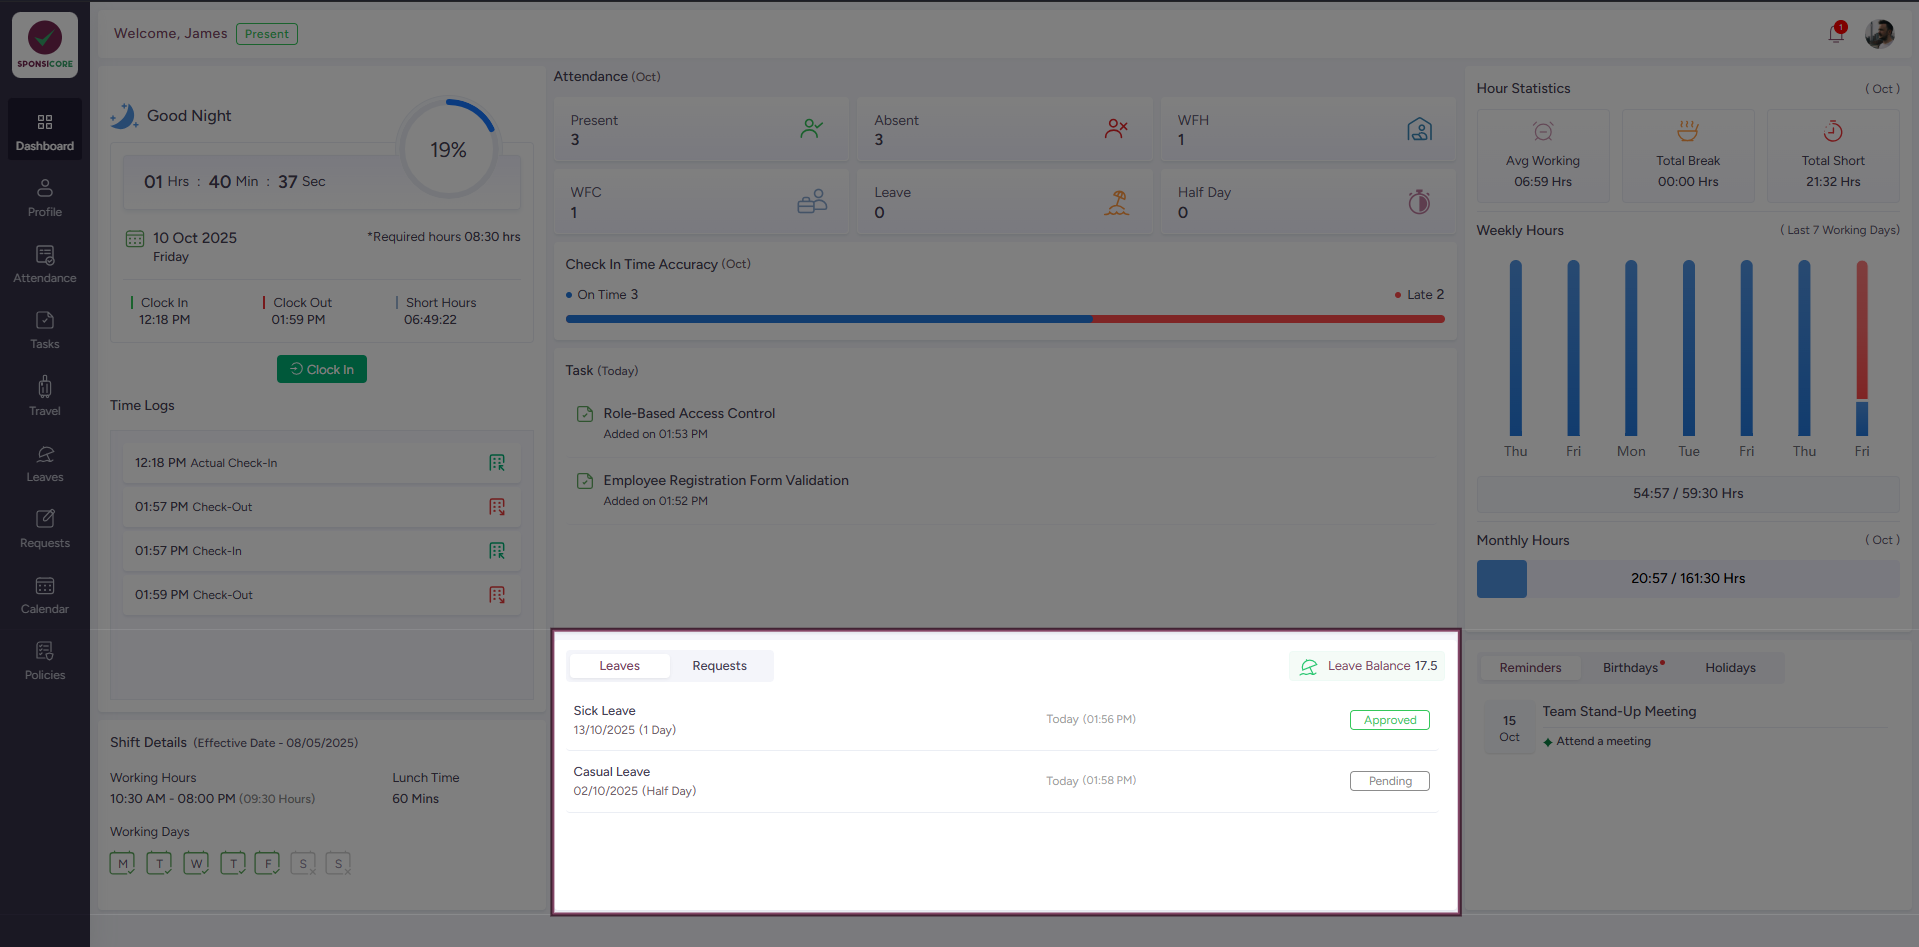 SPONSICORE
Dashboard
Profile
Attendance
Tasks
Travel
Leaves
Requests
Calendar
Policies
Welcome, James Present
1
Good Night
19%
01 Hrs : 40 Min : 37 Sec
10 Oct 2025
Friday
*Required hours 08:30 hrs
Clock In
12:18 PM
Clock Out
01:59 PM
Short Hours
06:49:22
Clock In
Time Logs
12:18 PM Actual Check-In
01:57 PM Check-Out
01:57 PM Check-In
01:59 PM Check-Out
Shift Details (Effective Date - 08/05/2025)
Working Hours
10:30 AM - 08:00 PM (09:30 Hours)
Lunch Time
60 Mins
Working Days
M T W T F S S
Attendance (Oct)
Present
3
Absent
3
WFH
1
WFC
1
Leave
0
Half Day
0
Check In Time Accuracy (Oct)
On Time 3
Late 2
Task (Today)
Role-Based Access Control
Added on 01:53 PM
Employee Registration Form Validation
Added on 01:52 PM
Leaves Requests
Leave Balance 17.5
Sick Leave
13/10/2025 (1 Day)
Today (01:56 PM)
Approved
Casual Leave
02/10/2025 (Half Day)
Today (01:58 PM)
Pending
Hour Statistics
( Oct )
Avg Working
06:59 Hrs
Total Break
00:00 Hrs
Total Short
21:32 Hrs
Weekly Hours
( Last 7 Working Days)
Thu Fri Mon Tue Fri Thu Fri
54:57 / 59:30 Hrs
Monthly Hours
( Oct )
20:57 / 161:30 Hrs
Reminders Birthdays Holidays
15
Oct
Team Stand-Up Meeting
Attend a meeting